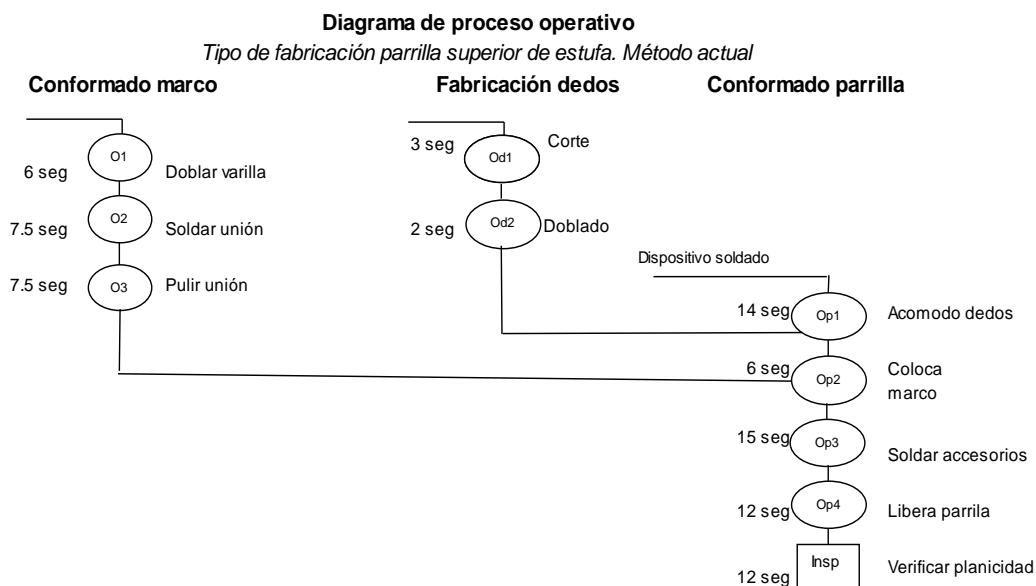 Diagrama de proceso operativo
Tipo de fabricación parrilla superior de estufa. Método actual
Conformado marco
Fabricación dedos
Conformado parrilla
6 seg
O1
Doblar varilla
7.5 seg
O2
Soldar unión
7.5 seg
O3
Pulir unión
3 seg
Od1
Corte
2 seg
Od2
Doblado
Dispositivo soldado
14 seg
Op1
Acomodo dedos
6 seg
Op2
Coloca
marco
15 seg
Op3
Soldar accesorios
12 seg
Op4
Libera parrila
12 seg
Insp
Verificar planicidad